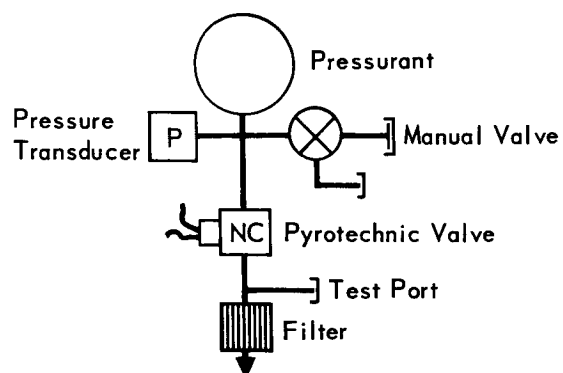 Pressurant
Pressure
Transducer
P
Manual Valve
NC
Pyrotechnic Valve
Test Port
Filter